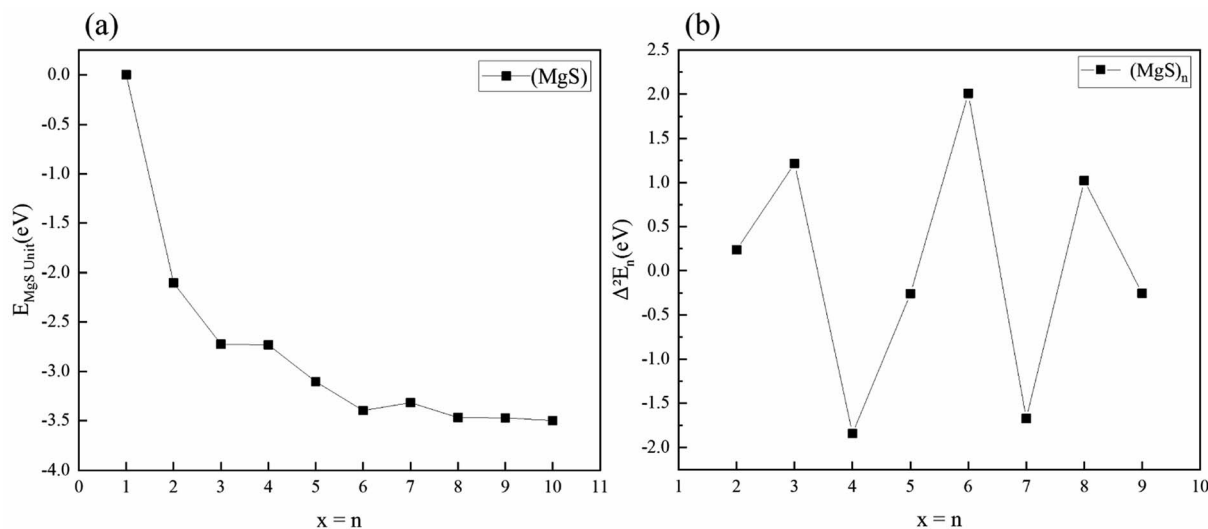 (a)
(MgS)
0.0
-1.0
-1.5
-2.0
-2.5
-3.0
-3.5
-4.0
E_MgS Unit(eV)
0 1 2 3 4 5 6 7 8 9 10 11
x = n
(b)
(MgS)n
2.5
2.0
1.5
1.0
0.5
0.0
-0.5
-1.0
-1.5
-2.0
Δ²En(eV)
1 2 3 4 5 6 7 8 9 10
x = n